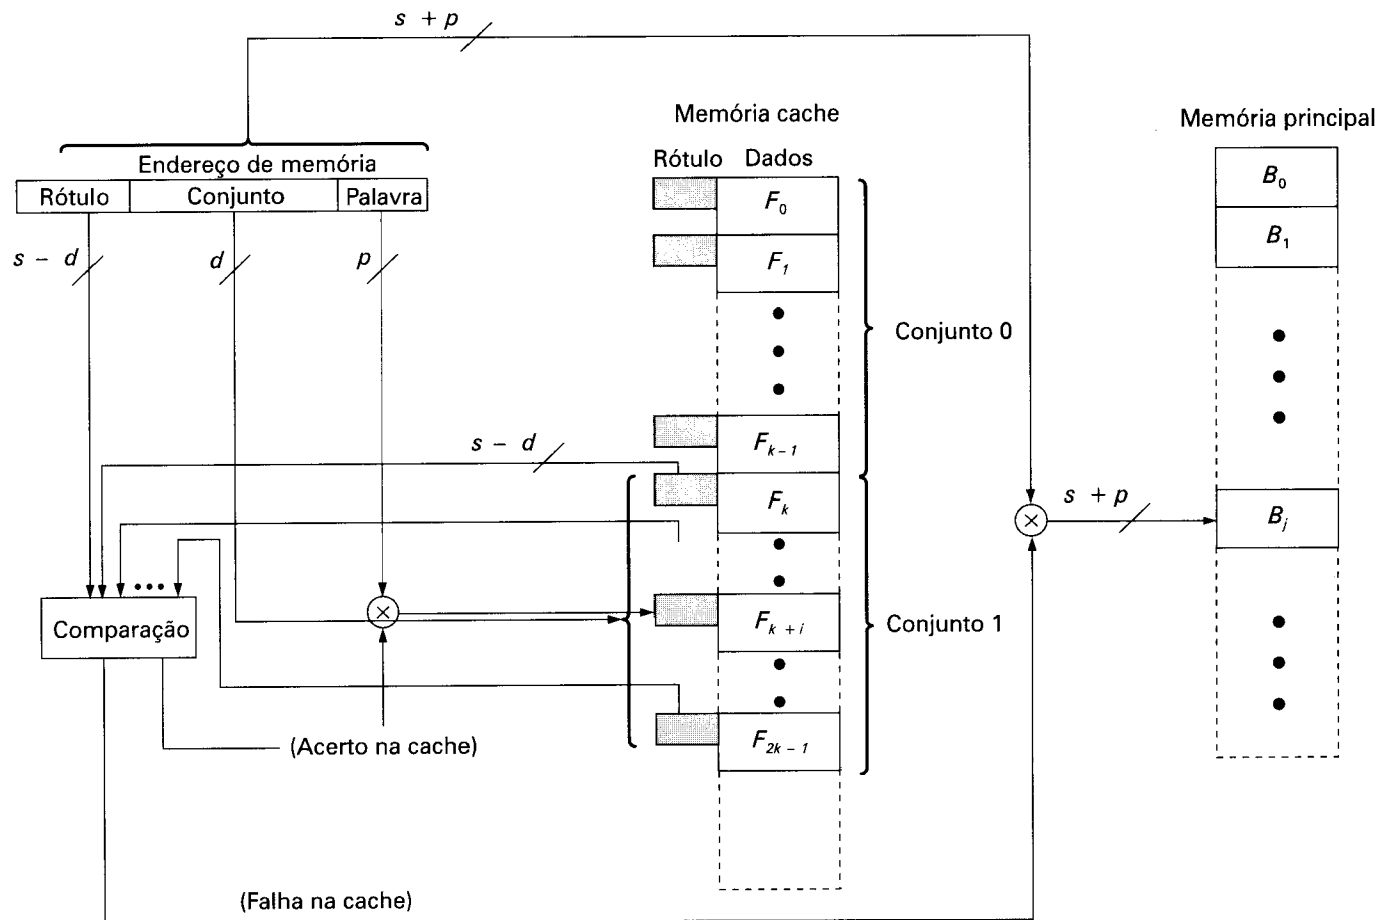 s + p
Memória cache
Memória principal
Endereço de memória
Rótulo Dados
Rótulo Conjunto Palavra
F0
B0
F1
B1
s – d
d
p
Conjunto 0
Fk – 1
s – d
Fk
s + p
Bj
Comparação
Fk + i
Conjunto 1
(Acerto na cache)
F2k – 1
(Falha na cache)